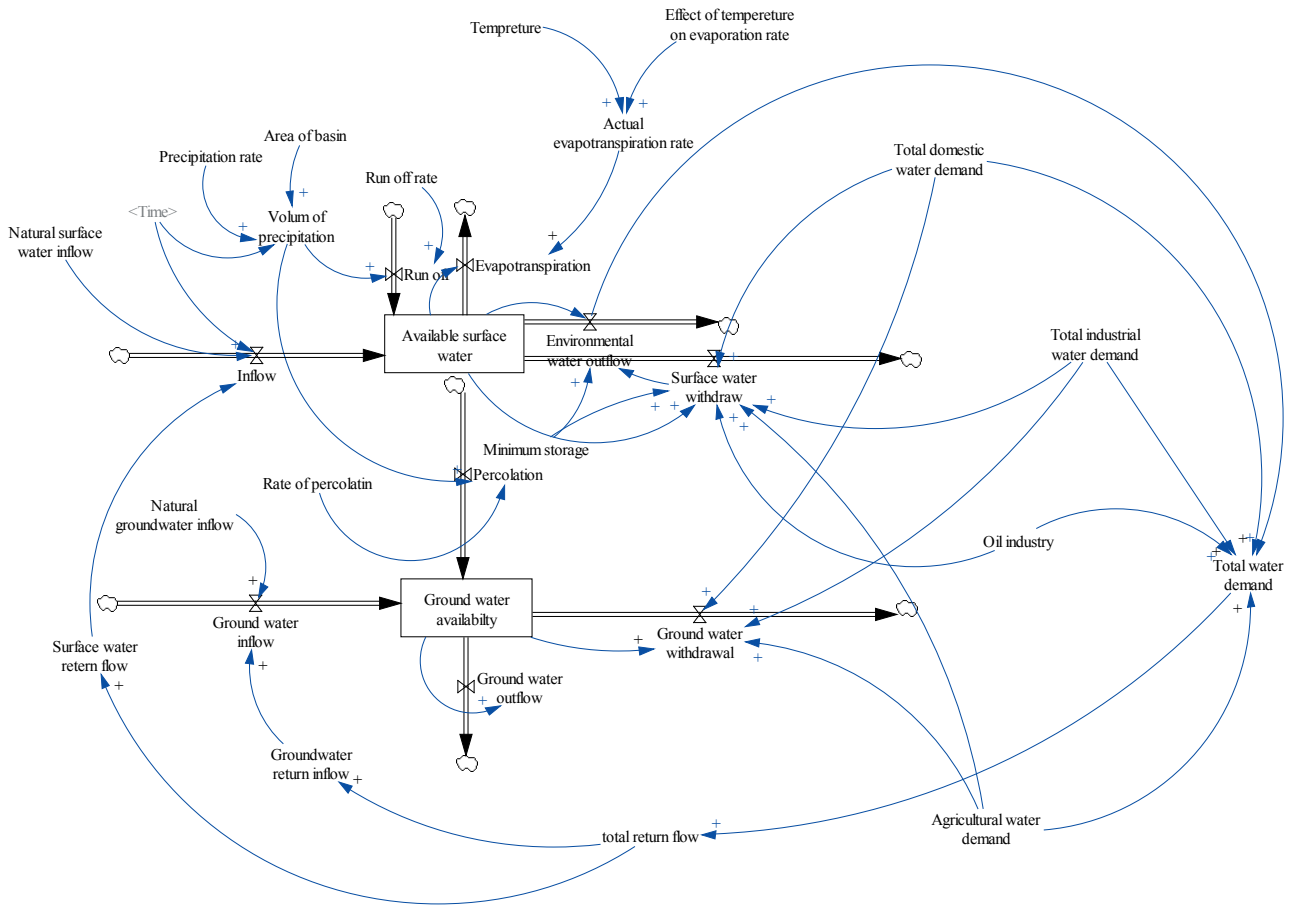 Effect of tempereture
on evaporation rate
Tempreture
Actual
evapotranspiration rate
Area of basin
Precipitation rate
Total domestic
water demand
Run off rate
<Time>
Volum of
precipitation
Natural surface
water inflow
Run off
Evapotranspiration
Available surface
water
Environmental
water outflow
Total industrial
water demand
Inflow
Surface water
withdraw
Minimum storage
Percolation
Rate of percolatin
Natural
groundwater inflow
Oil industry
Total water
demand
Ground water
availabilty
Ground water
inflow
Ground water
withdrawal
Surface water
retern flow
Ground water
outflow
Groundwater
return inflow
Agricultural water
demand
total return flow